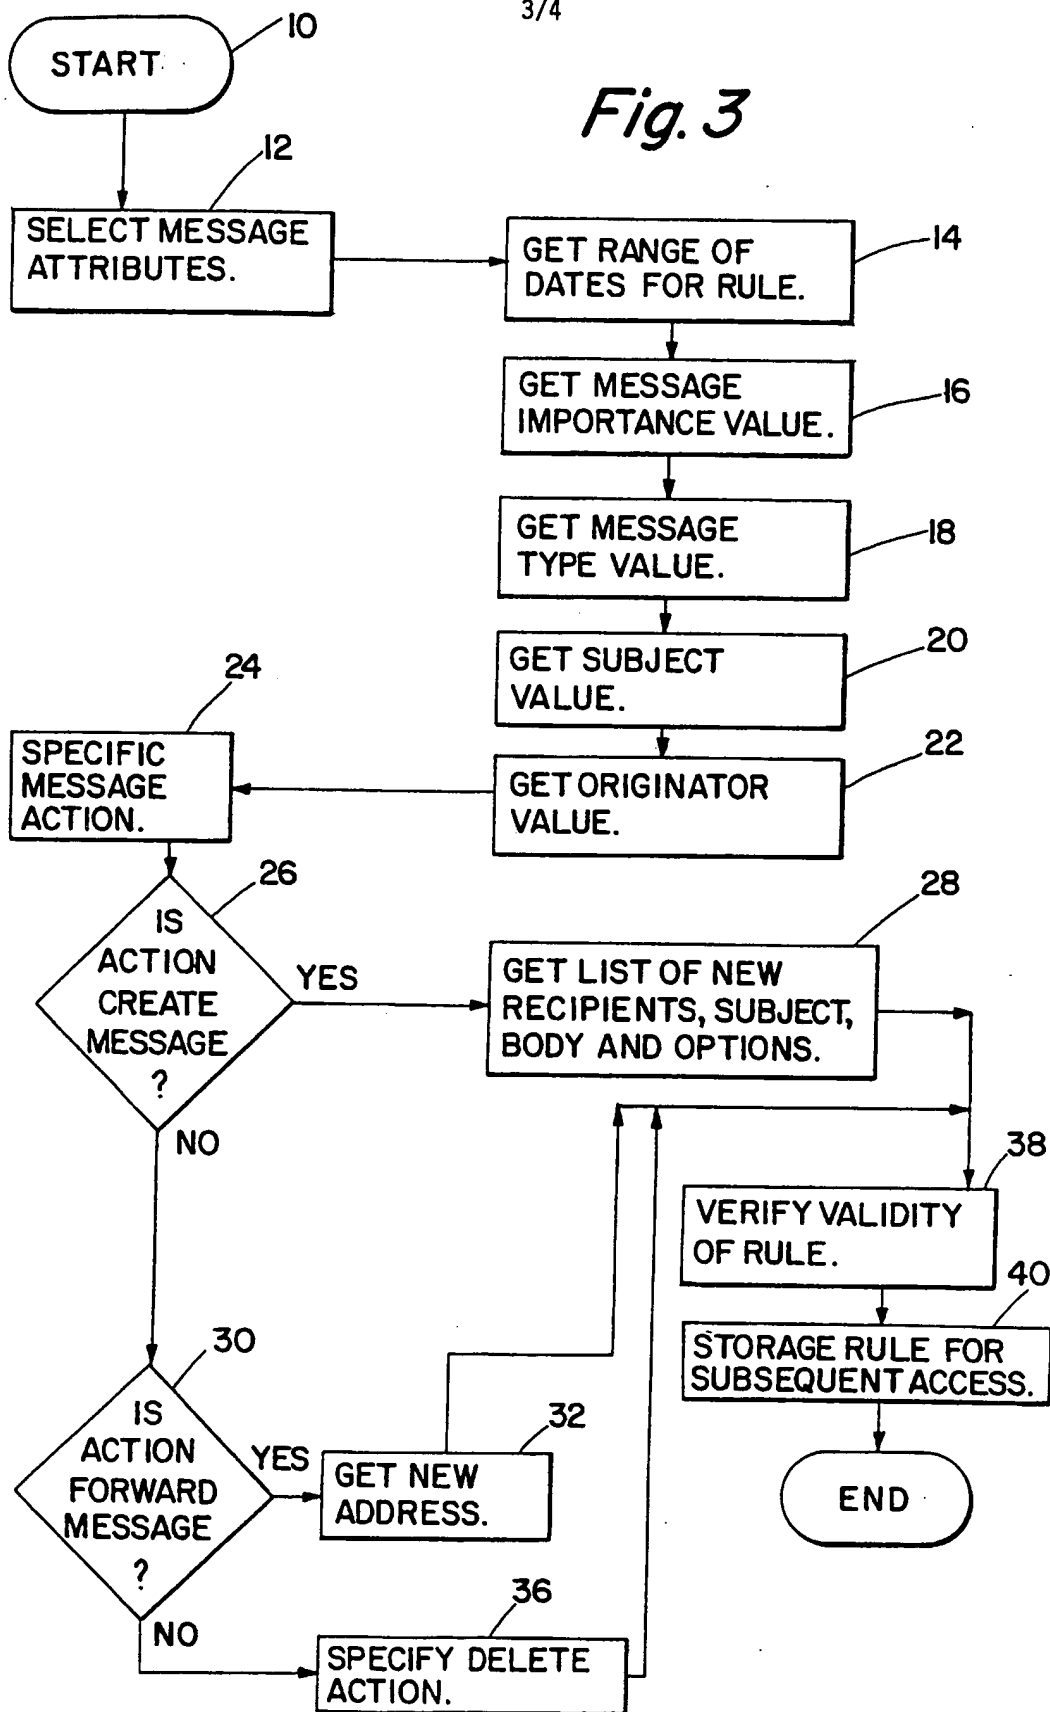 3/4
Fig. 3
10
START
12
SELECT MESSAGE
ATTRIBUTES.
14
GET RANGE OF
DATES FOR RULE.
16
GET MESSAGE
IMPORTANCE VALUE.
18
GET MESSAGE
TYPE VALUE.
20
GET SUBJECT
VALUE.
22
GET ORIGINATOR
VALUE.
24
SPECIFIC
MESSAGE
ACTION.
26
IS
ACTION
CREATE
MESSAGE
?
YES
NO
28
GET LIST OF NEW
RECIPIENTS, SUBJECT,
BODY AND OPTIONS.
30
IS
ACTION
FORWARD
MESSAGE
?
YES
NO
32
GET NEW
ADDRESS.
36
SPECIFY DELETE
ACTION.
38
VERIFY VALIDITY
OF RULE.
40
STORAGE RULE FOR
SUBSEQUENT ACCESS.
END